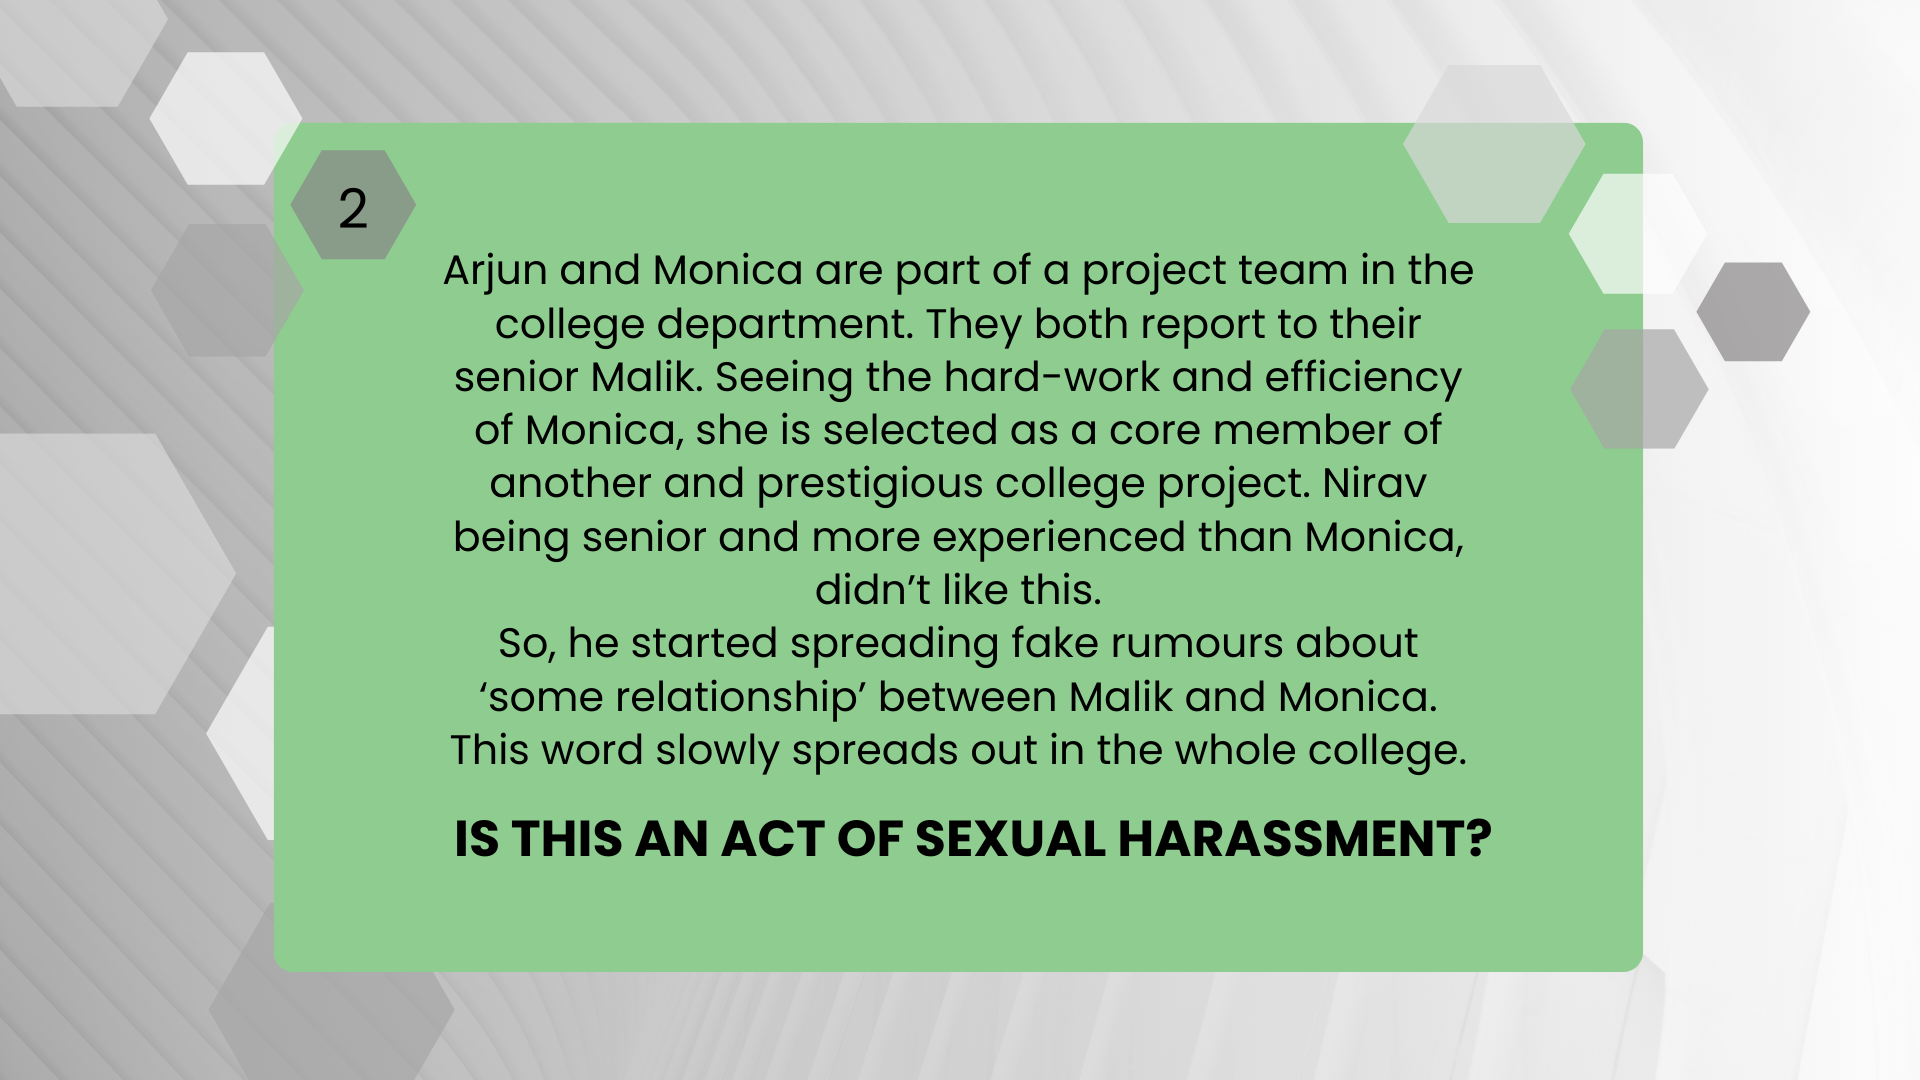 2
Arjun and Monica are part of a project team in the
college department. They both report to their
senior Malik. Seeing the hard-work and efficiency
of Monica, she is selected as a core member of
another and prestigious college project. Nirav
being senior and more experienced than Monica,
didn’t like this.
So, he started spreading fake rumours about
‘some relationship’ between Malik and Monica.
This word slowly spreads out in the whole college.
IS THIS AN ACT OF SEXUAL HARASSMENT?